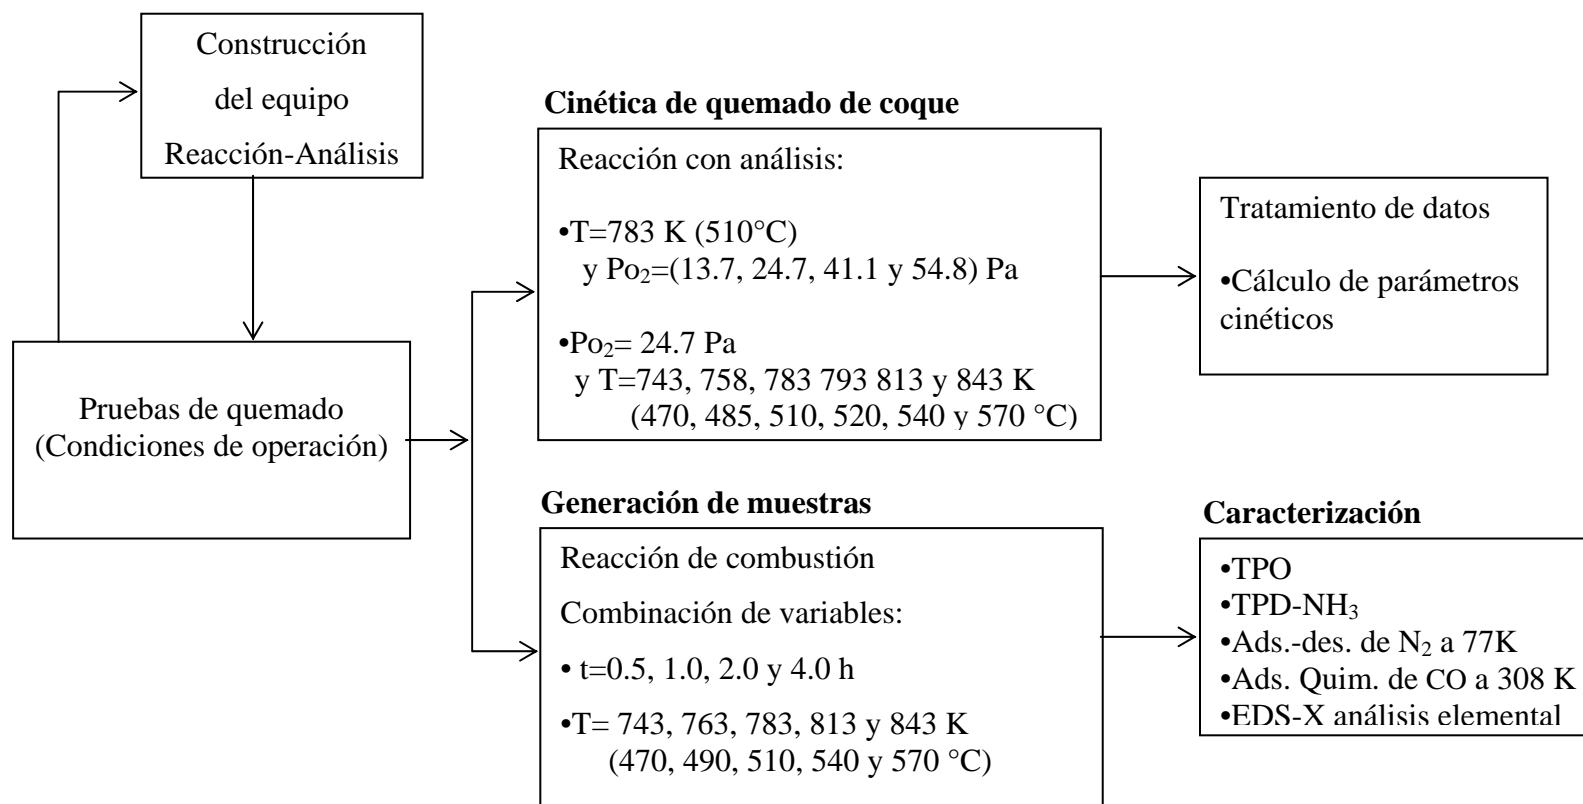 Construcción
del equipo
Reacción-Análisis
Pruebas de quemado
(Condiciones de operación)
Cinética de quemado de coque
Reacción con análisis:
•T=783 K (510°C)
y Po₂=(13.7, 24.7, 41.1 y 54.8) Pa
•Po₂= 24.7 Pa
y T=743, 758, 783 793 813 y 843 K
(470, 485, 510, 520, 540 y 570 °C)
Tratamiento de datos
•Cálculo de parámetros
cinéticos
Generación de muestras
Reacción de combustión
Combinación de variables:
• t=0.5, 1.0, 2.0 y 4.0 h
•T= 743, 763, 783, 813 y 843 K
(470, 490, 510, 540 y 570 °C)
Caracterización
•TPO
•TPD-NH₃
•Ads.-des. de N₂ a 77K
•Ads. Quim. de CO a 308 K
•EDS-X análisis elemental